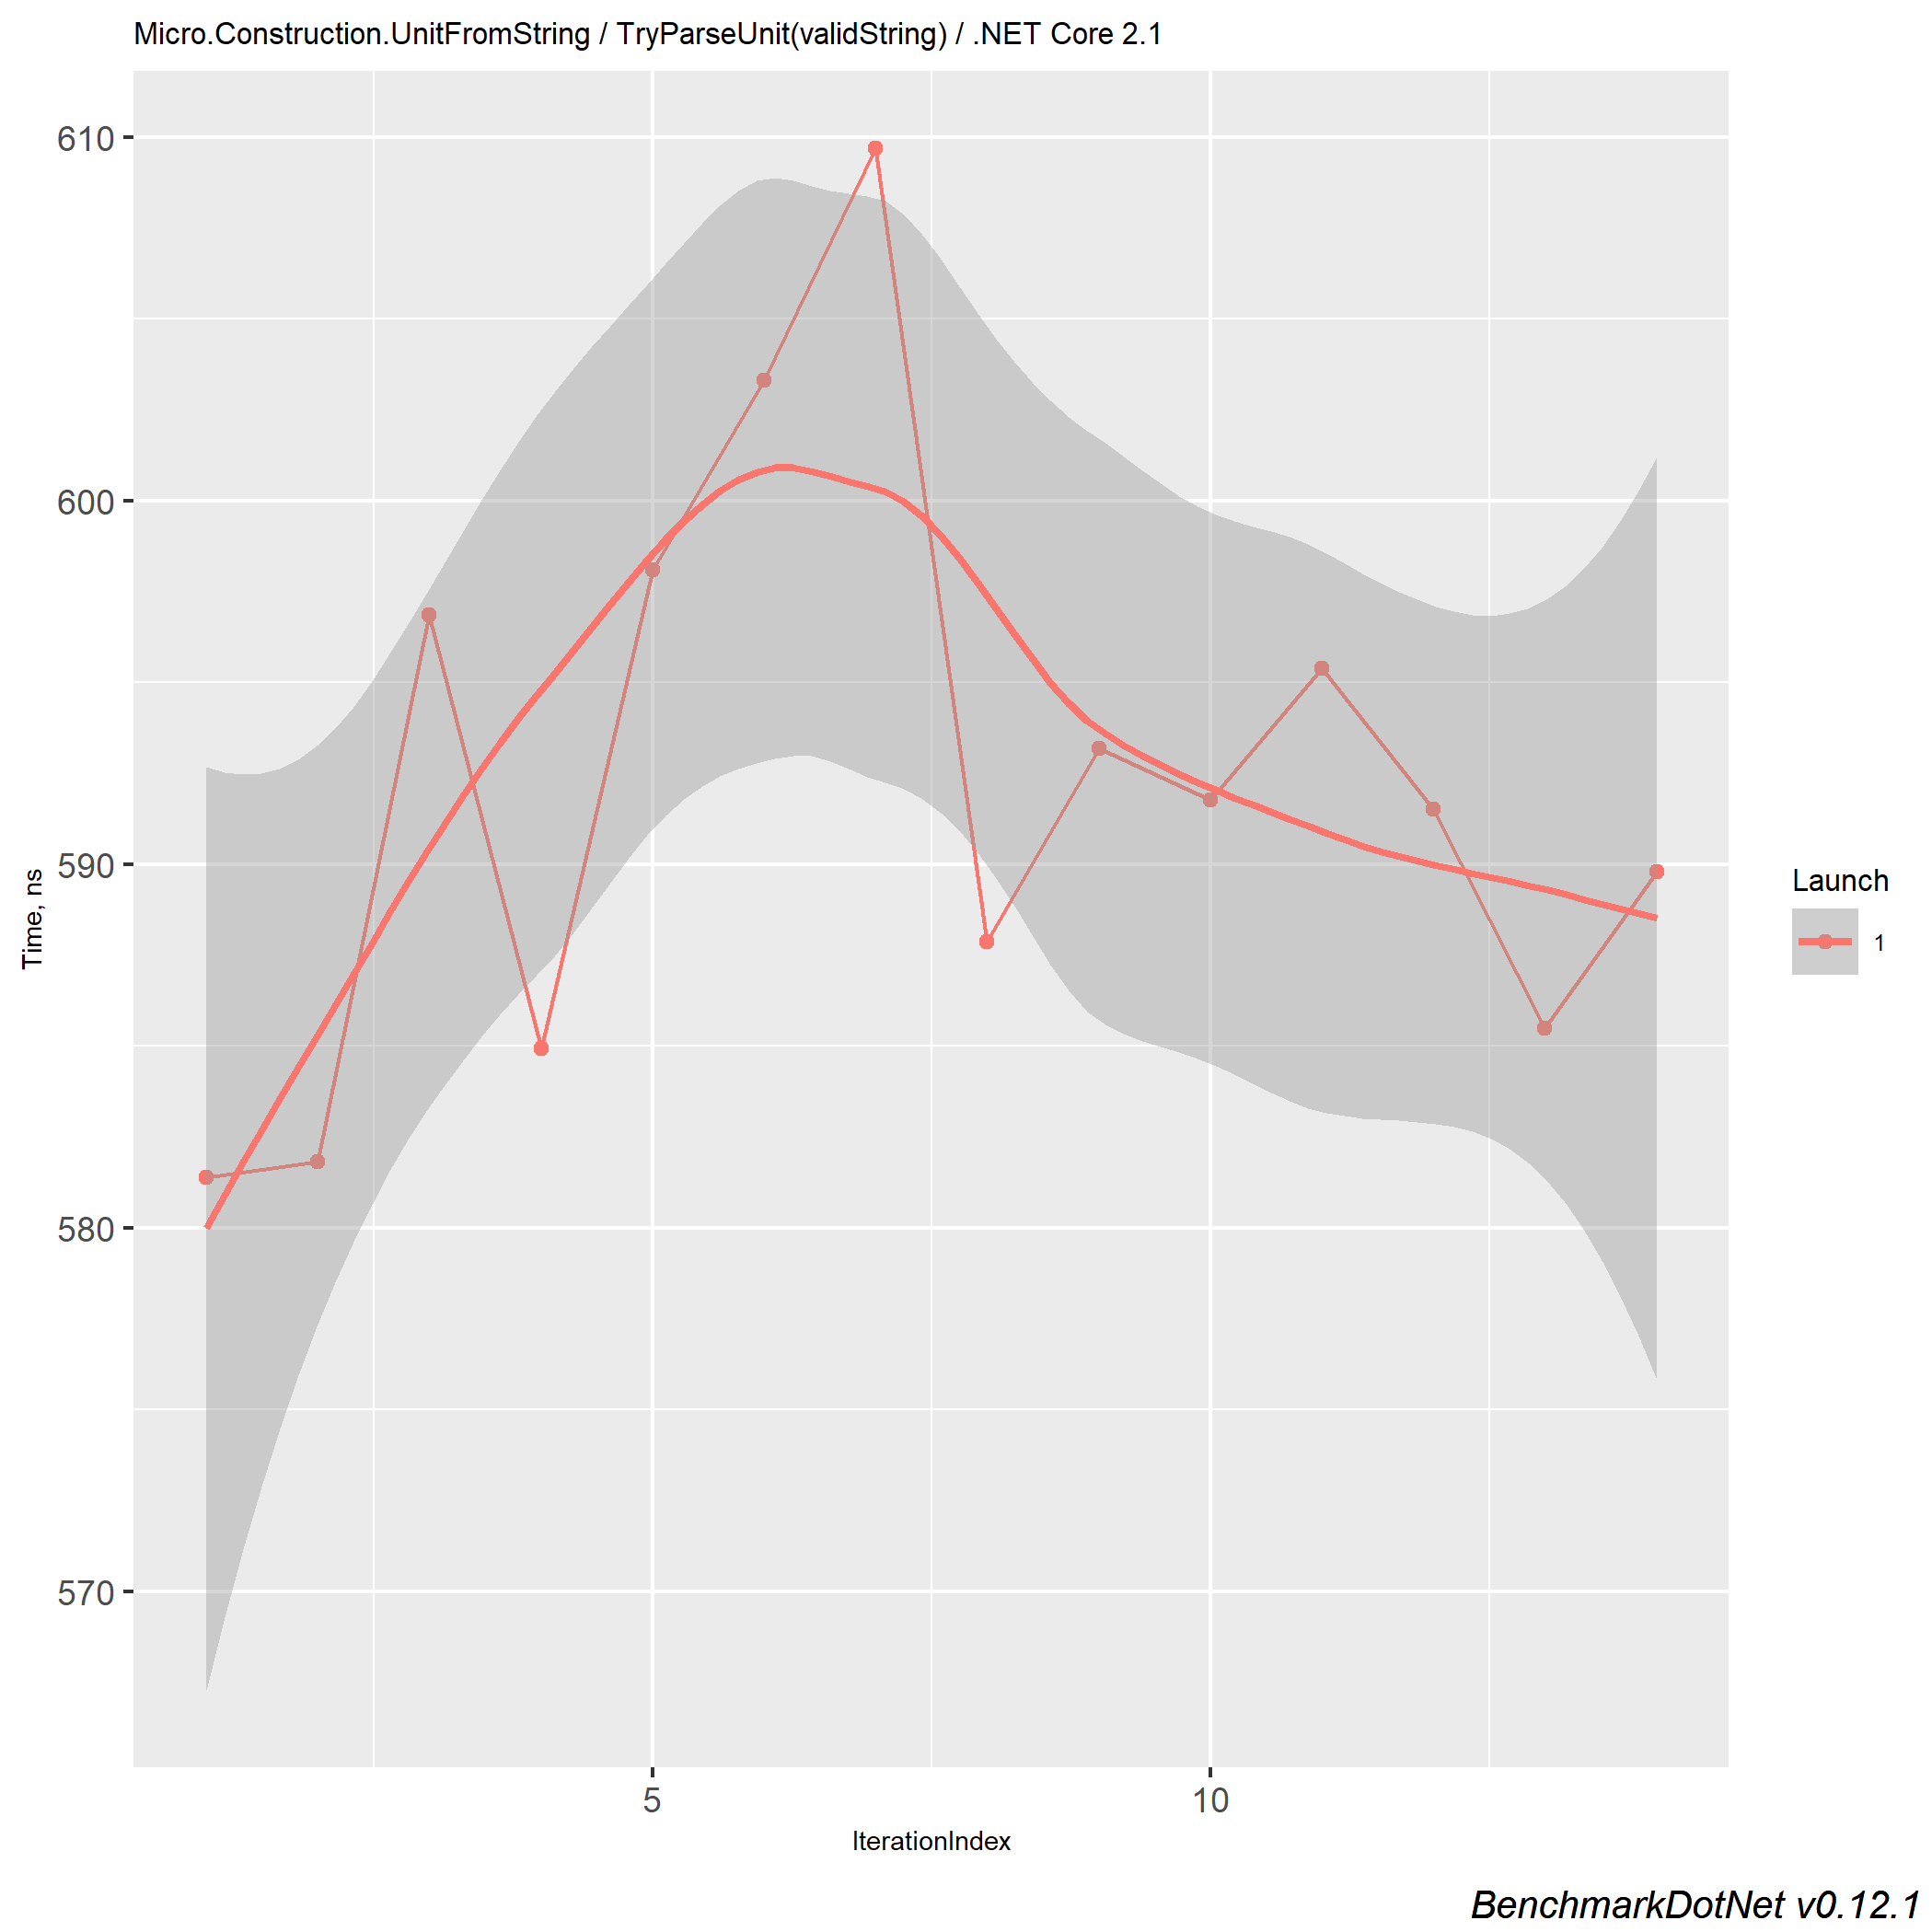 Micro.Construction.UnitFromString / TryParseUnit(validString) / .NET Core 2.1
610
600
590
580
570
Time, ns
5
10
IterationIndex
Launch
1
BenchmarkDotNet v0.12.1